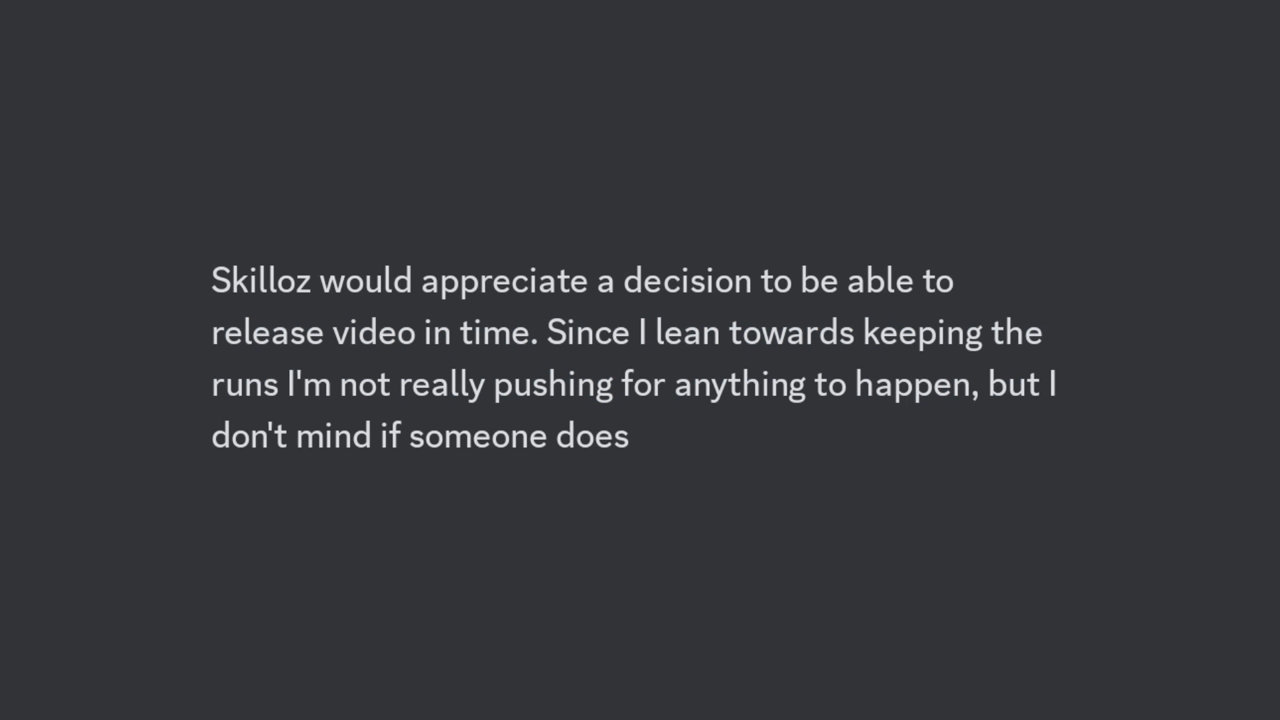 Skilloz would appreciate a decision to be able to
release video in time. Since I lean towards keeping the
runs I'm not really pushing for anything to happen, but I
don't mind if someone does